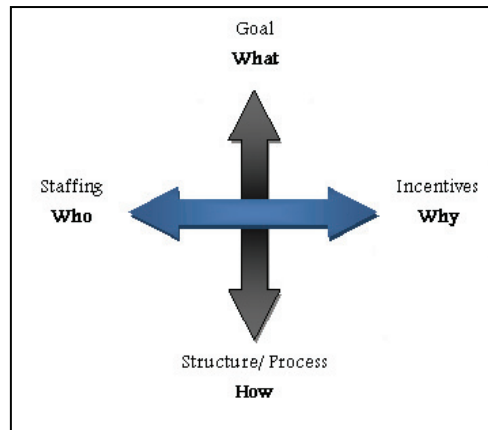 Goal
What
Staffing
Who
Incentives
Why
Structure/ Process
How